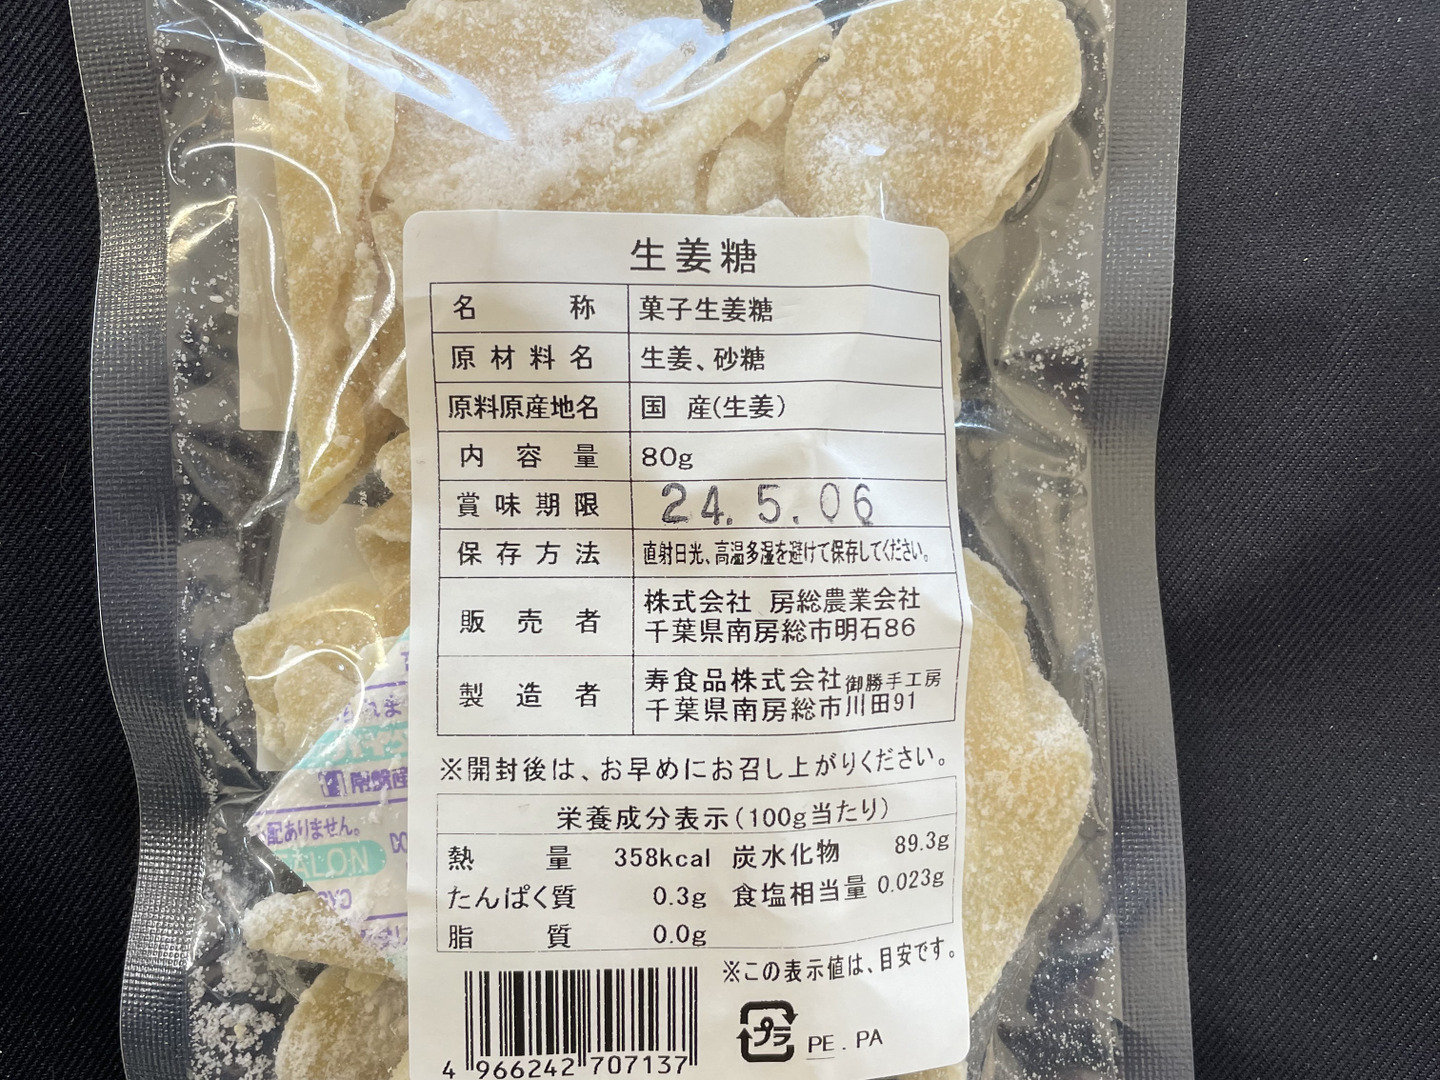 生姜糖
名称 菓子生姜糖
原材料名 生姜、砂糖
原料原産地名 国 産(生姜)
内容量 80g
賞味期限 24.5.06
保存方法 直射日光、高温多湿を避けて保存してください。
販売者 株式会社 房総農業会社
千葉県南房総市明石86
製造者 寿食品株式会社 御勝手工房
千葉県南房総市川田91
※開封後は、お早めにお召し上がりください。
栄養成分表示(100g当たり)
熱量 358kcal 炭水化物 89.3g
たんぱく質 0.3g 食塩相当量 0.023g
脂質 0.0g
※この表示値は、目安です。
プラ PE.PA
4 966242 707137
配ありません。